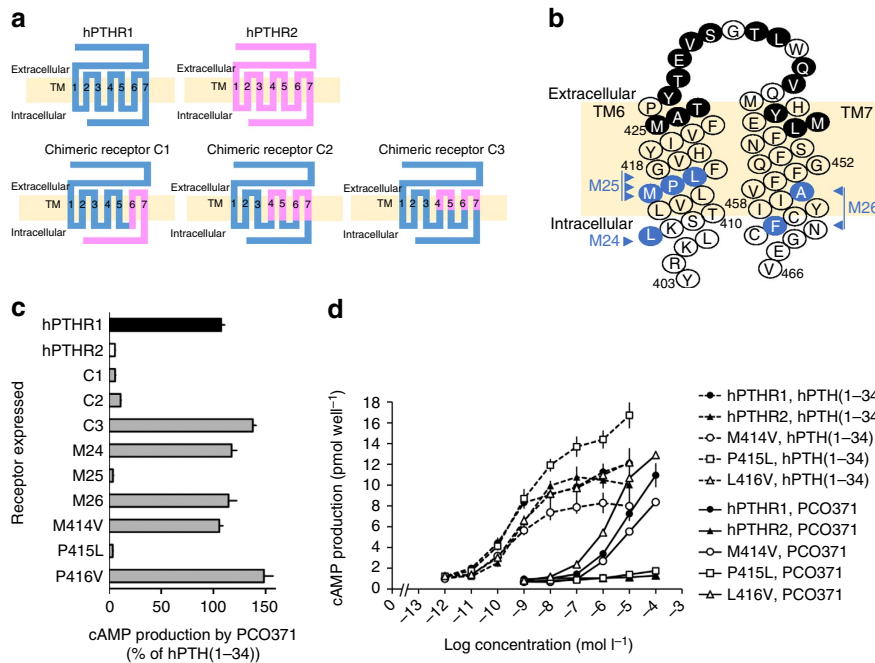 a
hPTHR1
hPTHR2
Extracellular
TM
Intracellular
1 2 3 4 5 6 7
Extracellular
TM
Intracellular
1 2 3 4 5 6 7
Chimeric receptor C1
Chimeric receptor C2
Chimeric receptor C3
Extracellular
TM
Intracellular
1 2 3 4 5 6 7
Extracellular
TM
Intracellular
1 2 3 4 5 6 7
Extracellular
TM
Intracellular
1 2 3 4 5 6 7
b
V S G T L
E W
T Q
Extracellular Y V
P M Q H
TM6 A T E Y TM7
425 M L M
I V F N F
Y S
418 V H Q F 452
G F F G
M25 M P L V A
L V L 458 I I Y M26
Intracellular T 410 C
L K S F N
M24 K L C G
R E
403 Y V 466
c
Receptor expressed
hPTHR1
hPTHR2
C1
C2
C3
M24
M25
M26
M414V
P415L
P416V
0 50 100 150
cAMP production by PCO371
(% of hPTH(1–34))
d
cAMP production (pmol well−1)
18
16
14
12
10
8
6
4
2
0
−13 −12 −11 −10 −9 −8 −7 −6 −5 −4 −3
Log concentration (mol l−1)
hPTHR1, hPTH(1–34)
hPTHR2, hPTH(1–34)
M414V, hPTH(1–34)
P415L, hPTH(1–34)
L416V, hPTH(1–34)
hPTHR1, PCO371
hPTHR2, PCO371
M414V, PCO371
P415L, PCO371
L416V, PCO371